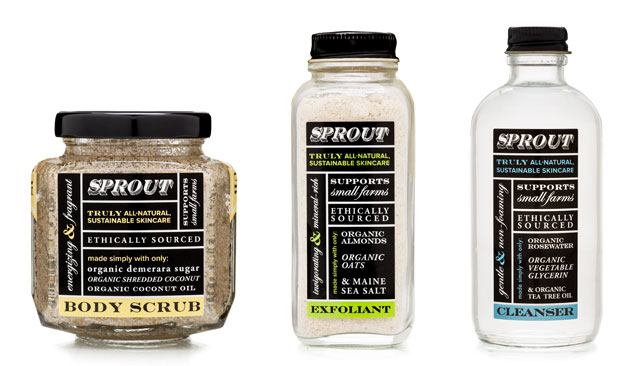 SPROUT
TRULY ALL-NATURAL,
SUSTAINABLE SKINCARE
energizing & fragrant
SUPPORTS
small farms
ETHICALLY SOURCED
made simply with only:
organic demerara sugar
ORGANIC SHREDDED COCONUT
ORGANIC COCONUT OIL
BODY SCRUB
SPROUT
TRULY ALL-NATURAL,
SUSTAINABLE SKINCARE
invigorating & mineral-rich
SUPPORTS
small farms
ETHICALLY
SOURCED
made simply with only:
ORGANIC
ALMONDS
ORGANIC
OATS
& MAINE
SEA SALT
EXFOLIANT
SPROUT
TRULY ALL-NATURAL,
SUSTAINABLE SKINCARE
gentle & non-foaming
SUPPORTS
small farms
ETHICALLY
SOURCED
made simply with only:
ORGANIC
ROSEWATER
ORGANIC
VEGETABLE
GLYCERIN
& ORGANIC
TEA TREE OIL
CLEANSER